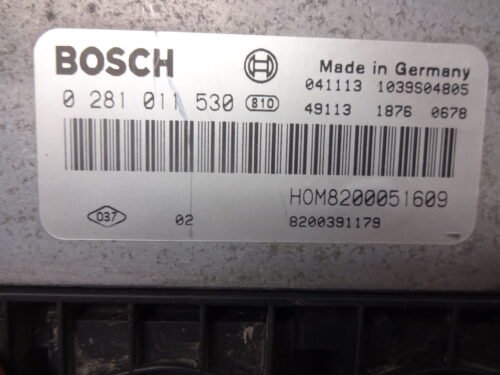 BOSCH
Made in Germany
041113 1039S04805
0 281 011 530 810
49113 1876 0678
HOM8200051609
037 02 8200391179